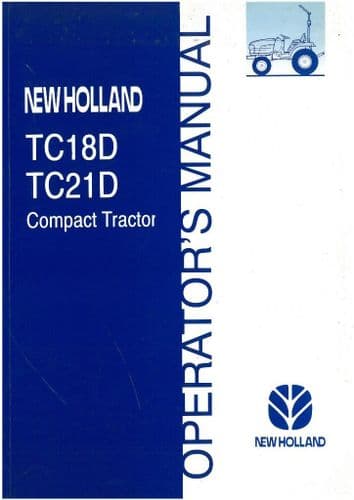 NEW HOLLAND
TC18D
TC21D
Compact Tractor
OPERATOR'S MANUAL
NEW HOLLAND